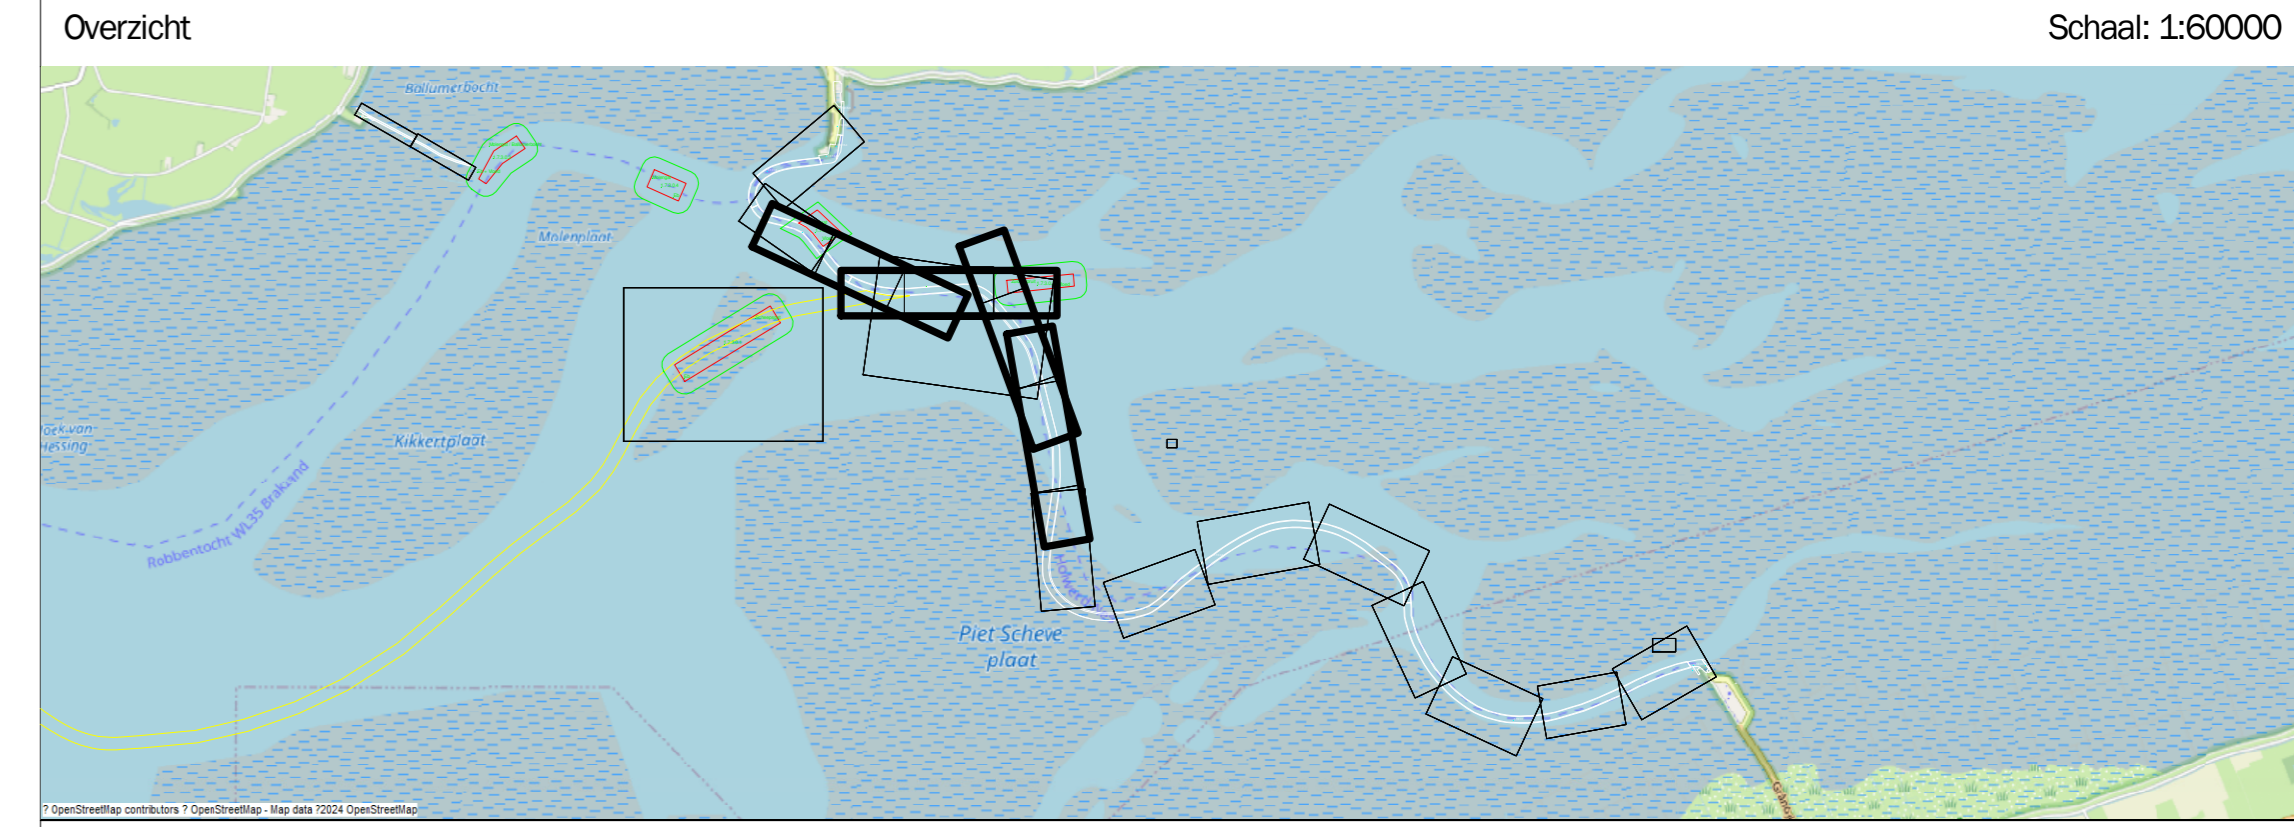 Overzicht
Schaal: 1:60000
Ballumerbocht
Molenplaat
Kikkertplaat
Robbentocht WL35 Brakzand
Piet Scheve
plaat
? OpenStreetMap contributors ? OpenStreetMap - Map data ?2024 OpenStreetMap